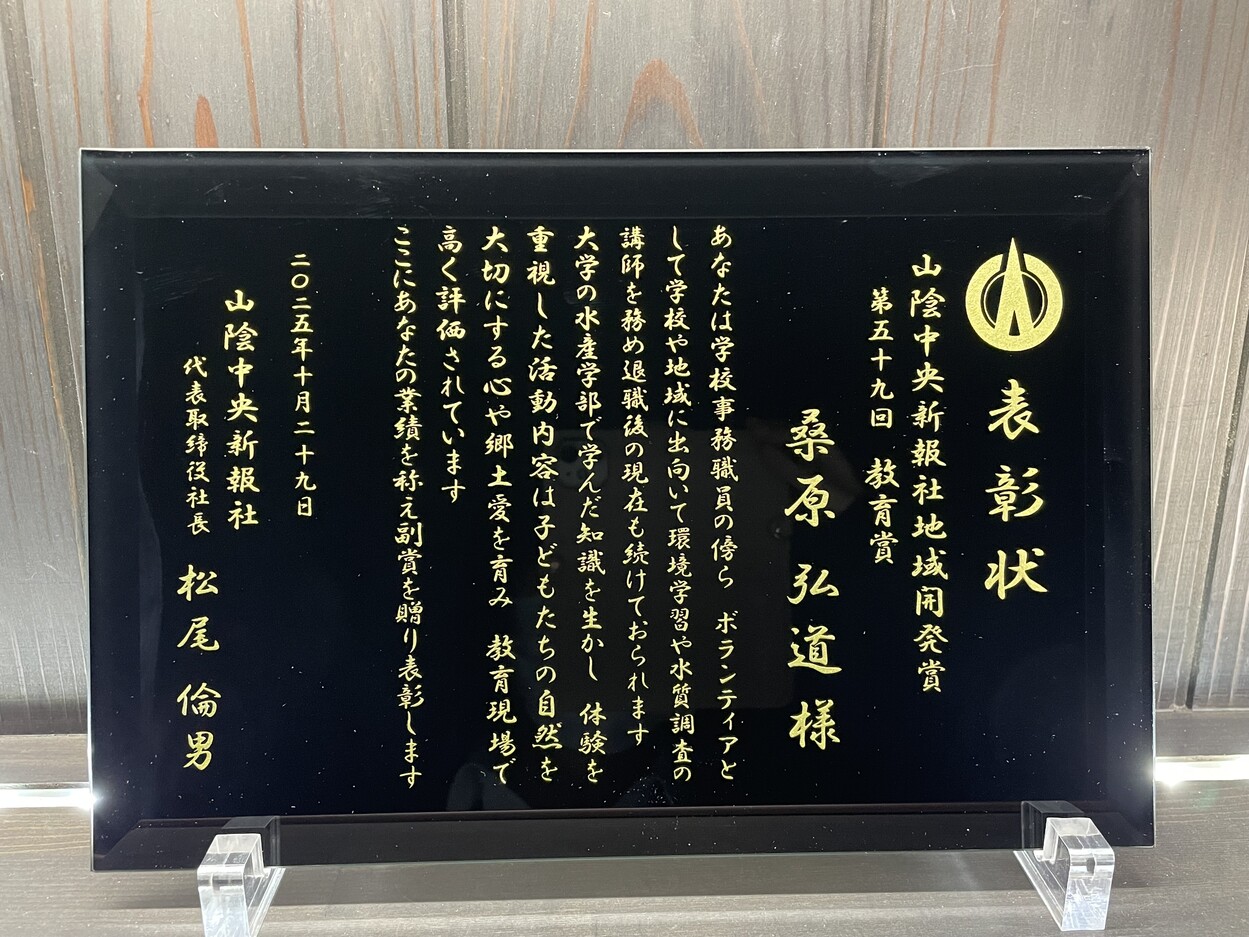 表彰状
山陰中央新報社地域開発賞
第五十九回 教育賞
桑原弘道様
あなたは学校事務職員の傍ら ボランティアと
して学校や地域に出向いて環境学習や水質調査の
講師を務め退職後の現在も続けておられます
大学の水産学部で学んだ知識を生かし 体験を
重視した活動内容は子どもたちの自然を
大切にする心や郷土愛を育み 教育現場で
高く評価されています
ここにあなたの業績を称え副賞を贈り表彰します
二〇二五年十月二十九日
山陰中央新報社
代表取締役社長 松尾倫男